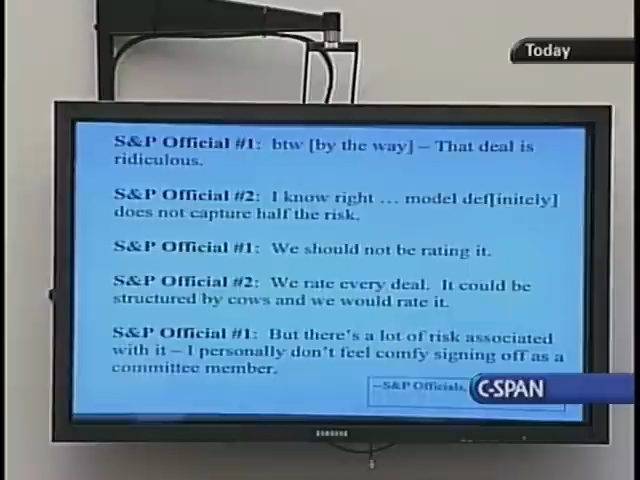 Today
S&P Official #1: btw [by the way] – That deal is
ridiculous.
S&P Official #2: I know right ... model def[initely]
does not capture half the risk.
S&P Official #1: We should not be rating it.
S&P Official #2: We rate every deal. It could be
structured by cows and we would rate it.
S&P Official #1: But there's a lot of risk associated
with it – I personally don't feel comfy signing off as a
committee member.
–S&P Officials,
C-SPAN
SAMSUNG